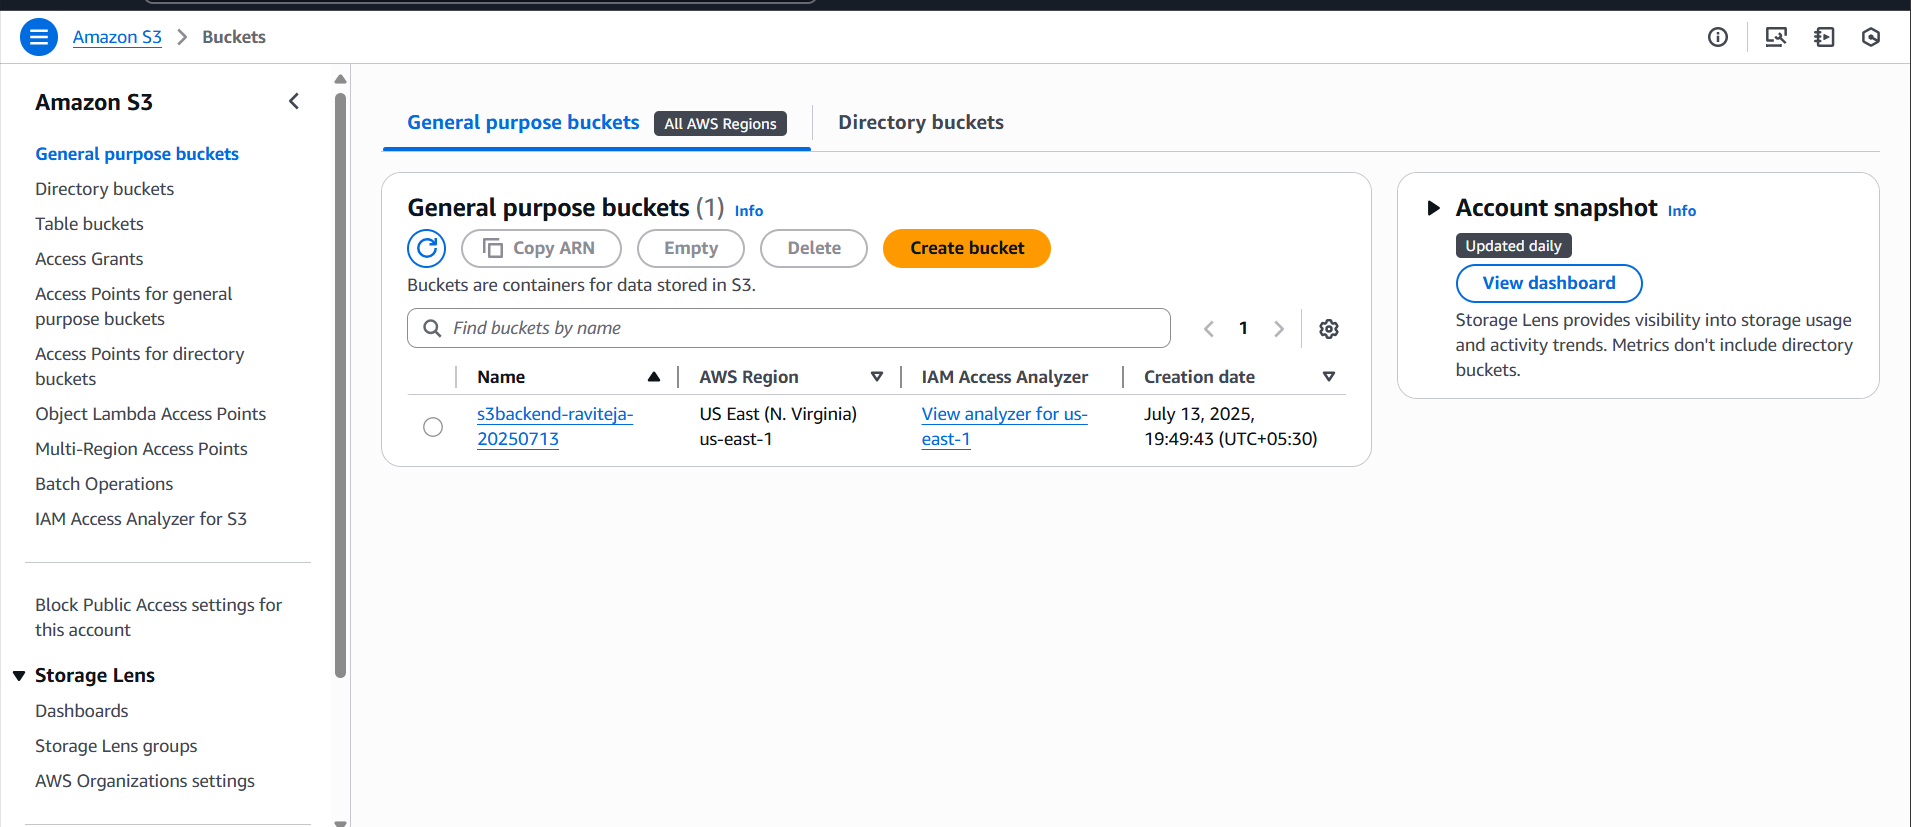 Amazon S3 > Buckets
Amazon S3
General purpose buckets
Directory buckets
Table buckets
Access Grants
Access Points for general
purpose buckets
Access Points for directory
buckets
Object Lambda Access Points
Multi-Region Access Points
Batch Operations
IAM Access Analyzer for S3
Block Public Access settings for
this account
Storage Lens
Dashboards
Storage Lens groups
AWS Organizations settings
General purpose buckets All AWS Regions Directory buckets
General purpose buckets (1) Info
Copy ARN Empty Delete Create bucket
Buckets are containers for data stored in S3.
Find buckets by name 1
Name AWS Region IAM Access Analyzer Creation date
s3backend-raviteja- US East (N. Virginia) View analyzer for us- July 13, 2025,
20250713 us-east-1 east-1 19:49:43 (UTC+05:30)
Account snapshot Info
Updated daily
View dashboard
Storage Lens provides visibility into storage usage
and activity trends. Metrics don't include directory
buckets.